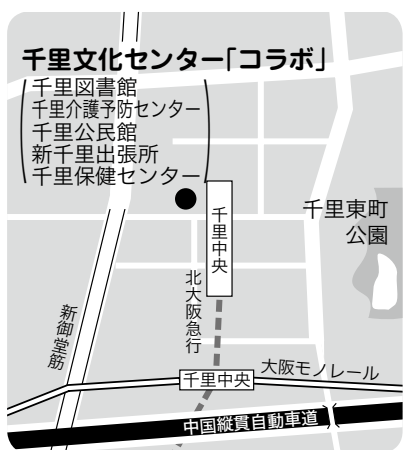 千里文化センター「コラボ」
千里図書館
千里介護予防センター
千里公民館
新千里出張所
千里保健センター
千里中央
千里東町
公園
北大阪急行
新御堂筋
大阪モノレール
千里中央
中国縦貫自動車道